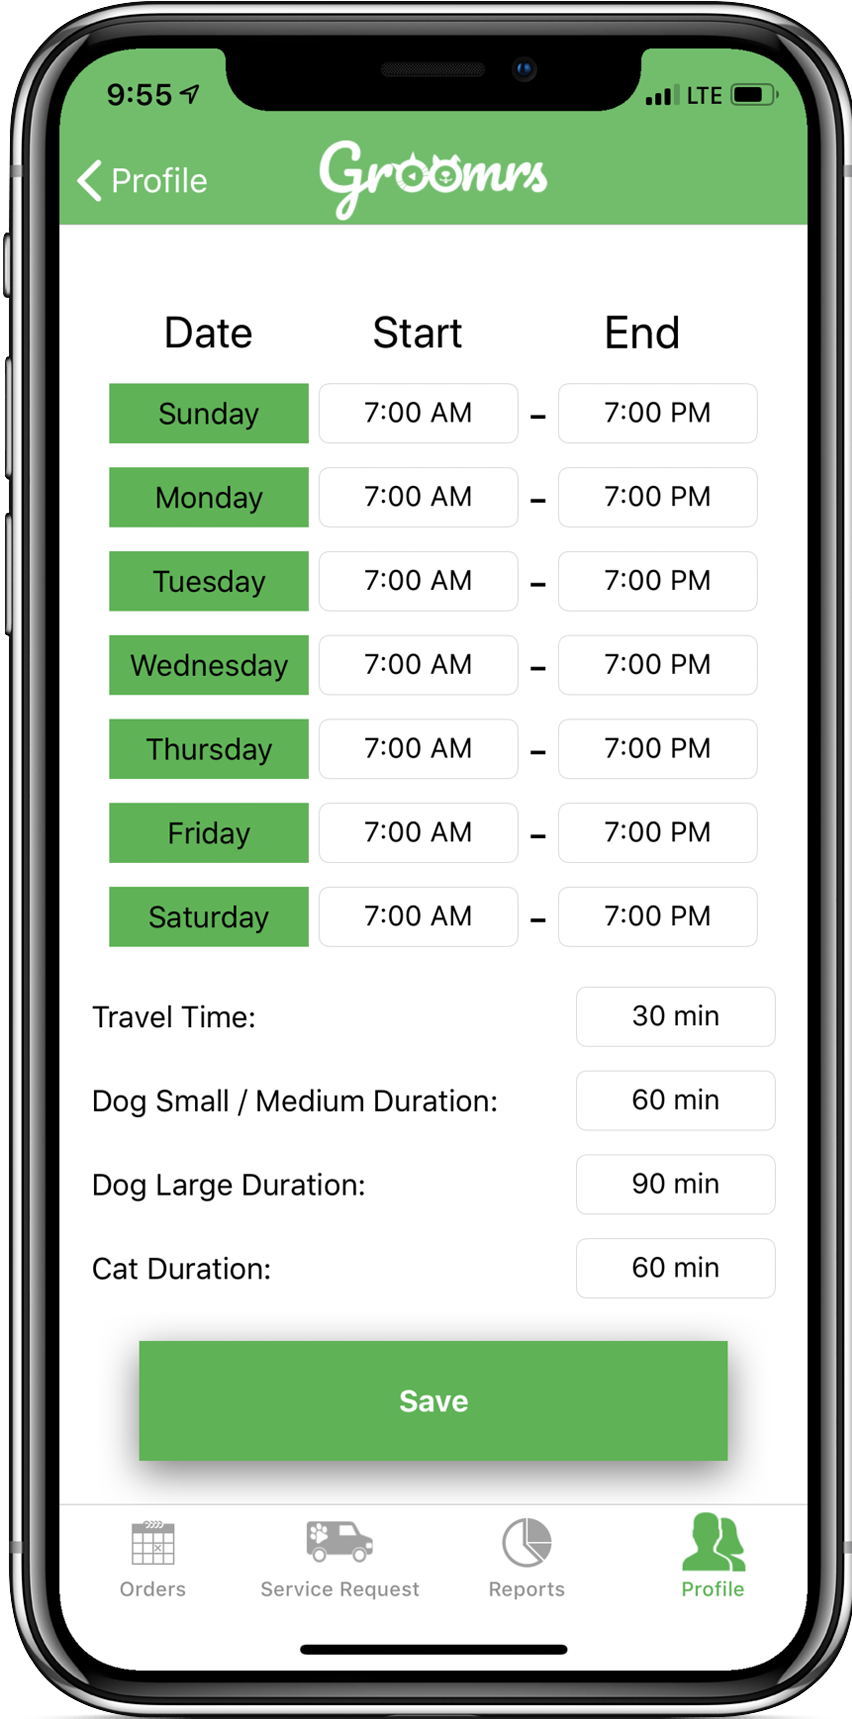 9:55 LTE
Profile Groomrs
Date Start End
Sunday 7:00 AM - 7:00 PM
Monday 7:00 AM - 7:00 PM
Tuesday 7:00 AM - 7:00 PM
Wednesday 7:00 AM - 7:00 PM
Thursday 7:00 AM - 7:00 PM
Friday 7:00 AM - 7:00 PM
Saturday 7:00 AM - 7:00 PM
Travel Time: 30 min
Dog Small / Medium Duration: 60 min
Dog Large Duration: 90 min
Cat Duration: 60 min
Save
Orders Service Request Reports Profile